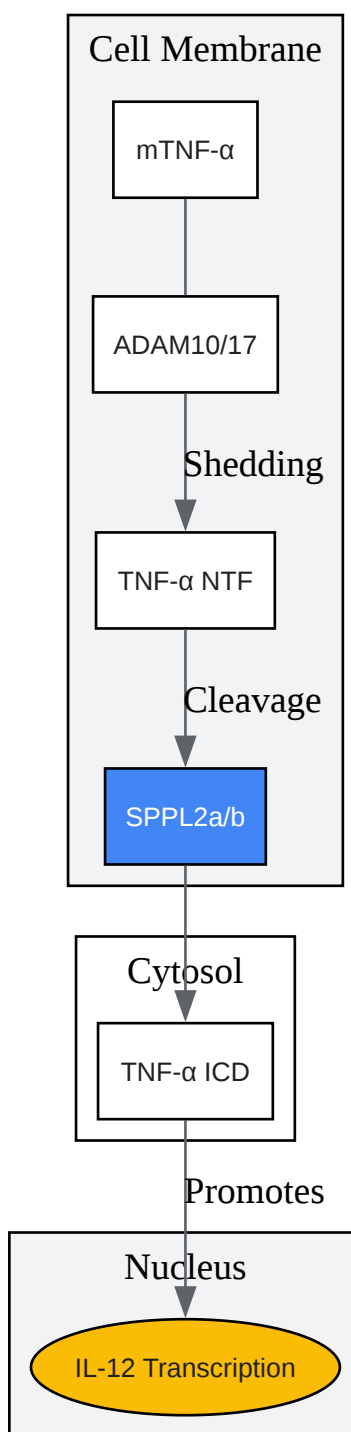 Cell Membrane
mTNF-α
ADAM10/17
Shedding
TNF-α NTF
Cleavage
SPPL2a/b
Cytosol
TNF-α ICD
Promotes
Nucleus
IL-12 Transcription